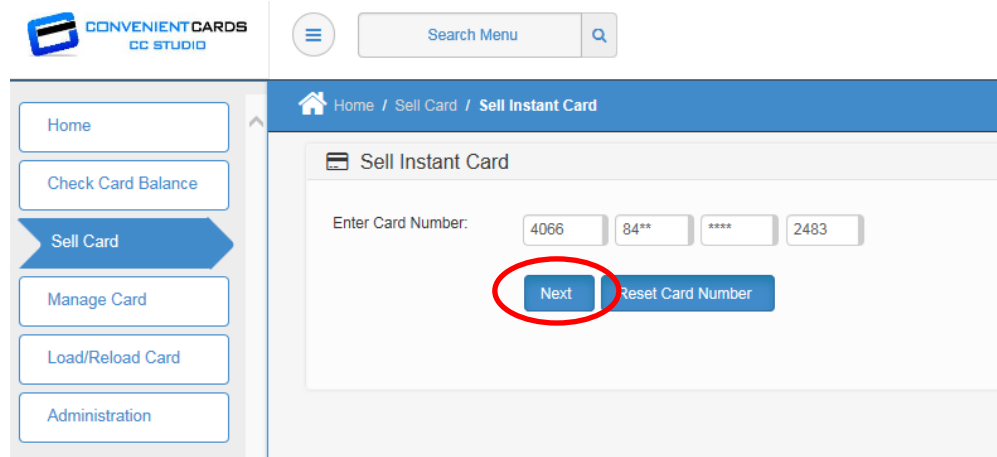 CONVENIENTCARDS
CC STUDIO
Search Menu
Home / Sell Card / Sell Instant Card
Home
Check Card Balance
Sell Card
Manage Card
Load/Reload Card
Administration
Sell Instant Card
Enter Card Number: 4066 84** **** 2483
Next Reset Card Number